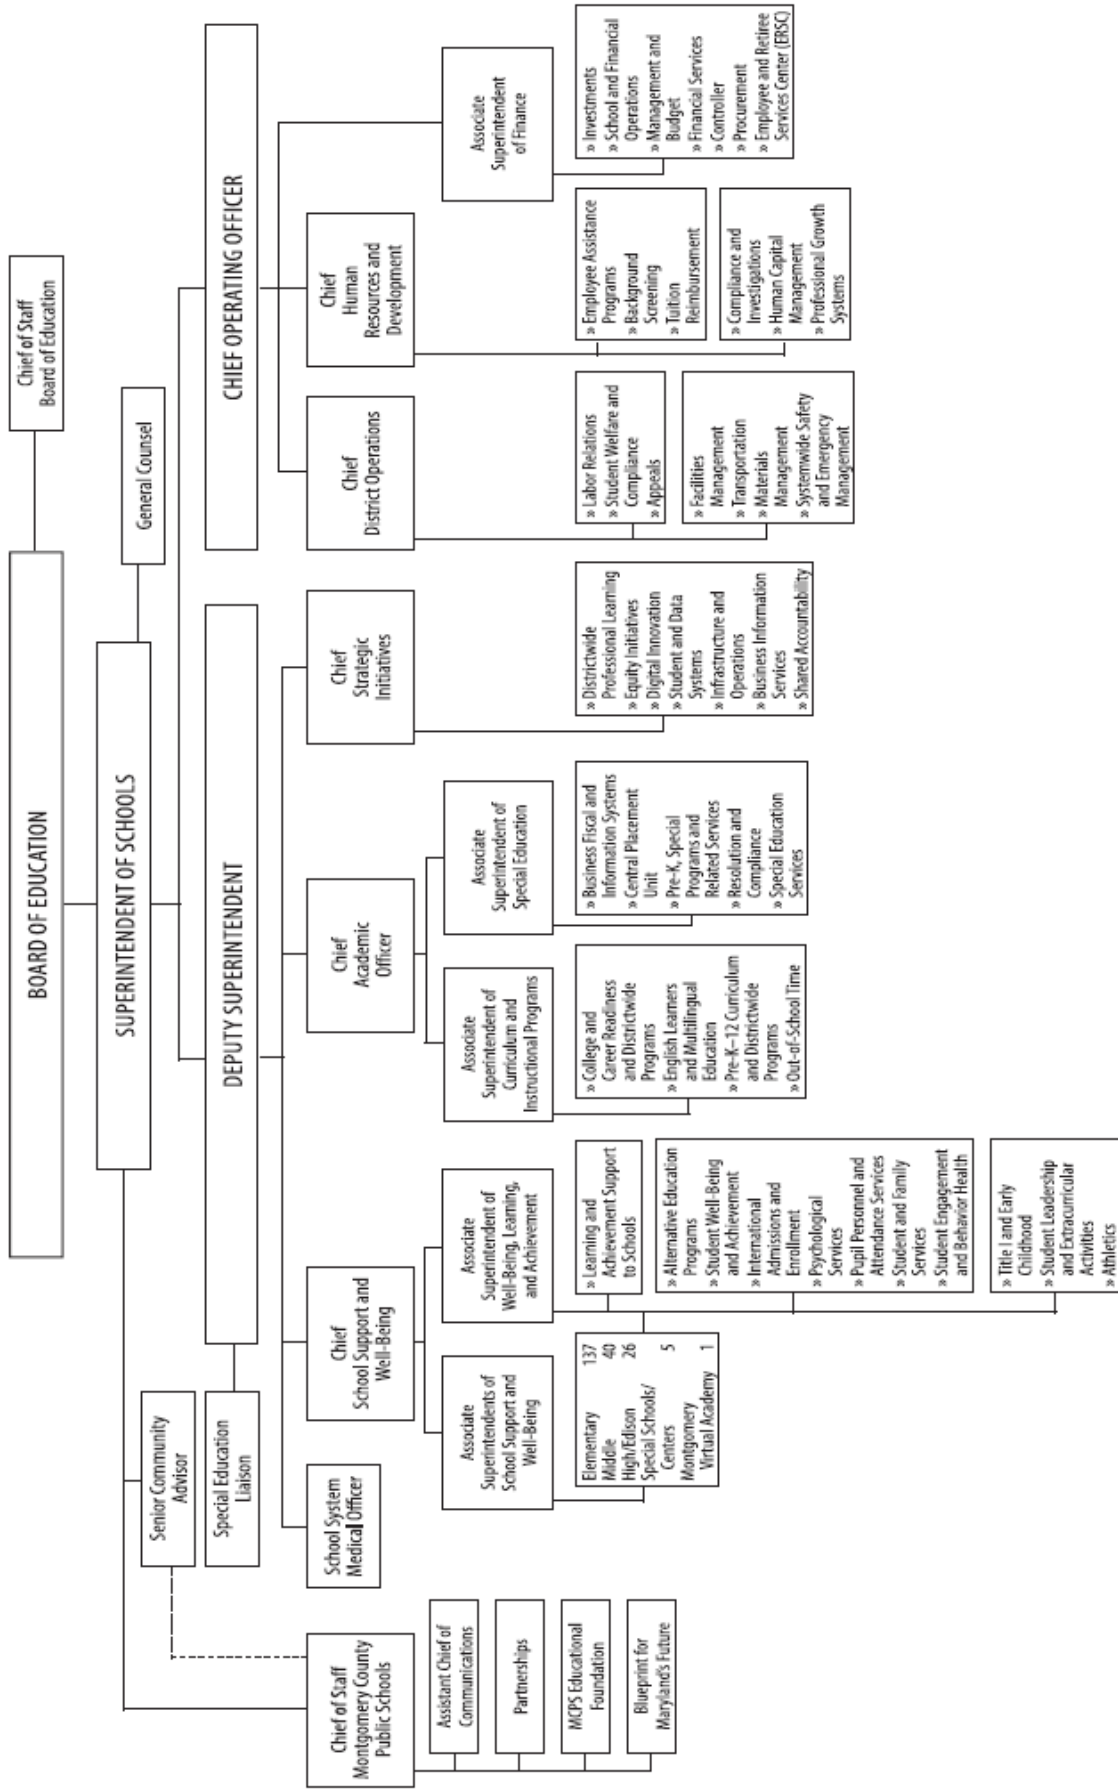 BOARD OF EDUCATION
Chief of Staff
Board of Education
SUPERINTENDENT OF SCHOOLS
General Counsel
Senior Community
Advisor
Special Education
Liaison
DEPUTY SUPERINTENDENT
CHIEF OPERATING OFFICER
Chief of Staff
Montgomery County
Public Schools
Assistant Chief of
Communications
Partnerships
MCPS Educational
Foundation
Blueprint for
Maryland's Future
School System
Medical Officer
Chief
School Support and
Well-Being
Associate
Superintendents of
School Support and
Well-Being
Elementary 137
Middle 40
High/Edison 26
Special Schools/
Centers 5
Montgomery
Virtual Academy 1
Associate
Superintendent of
Well-Being, Learning,
and Achievement
» Learning and
Achievement Support
to Schools
» Alternative Education
Programs
» Student Well-Being
and Achievement
» International
Admissions and
Enrollment
» Psychological
Services
» Pupil Personnel and
Attendance Services
» Student and Family
Services
» Student Engagement
and Behavior Health
» Title I and Early
Childhood
» Student Leadership
and Extracurricular
Activities
» Athletics
Chief
Academic
Officer
Associate
Superintendent of
Curriculum and
Instructional Programs
» College and
Career Readiness
and Districtwide
Programs
» English Learners
and Multilingual
Education
» Pre-K–12 Curriculum
and Districtwide
Programs
» Out-of-School Time
Associate
Superintendent of
Special Education
» Business Fiscal and
Information Systems
» Central Placement
Unit
» Pre-K, Special
Programs and
Related Services
» Resolution and
Compliance
» Special Education
Services
Chief
Strategic
Initiatives
» Districtwide
Professional Learning
» Equity Initiatives
» Digital Innovation
» Student and Data
Systems
» Infrastructure and
Operations
» Business Information
Services
» Shared Accountability
Chief
District Operations
» Labor Relations
» Student Welfare and
Compliance
» Appeals
» Facilities
Management
» Transportation
» Materials
Management
» Systemwide Safety
and Emergency
Management
Chief
Human
Resources and
Development
» Employee Assistance
Programs
» Background
Screening
» Tuition
Reimbursement
» Compliance and
Investigations
» Human Capital
Management
» Professional Growth
Systems
Associate
Superintendent
of Finance
» Investments
» School and Financial
Operations
» Management and
Budget
» Financial Services
» Controller
» Procurement
» Employee and Retiree
Services Center (ERSC)